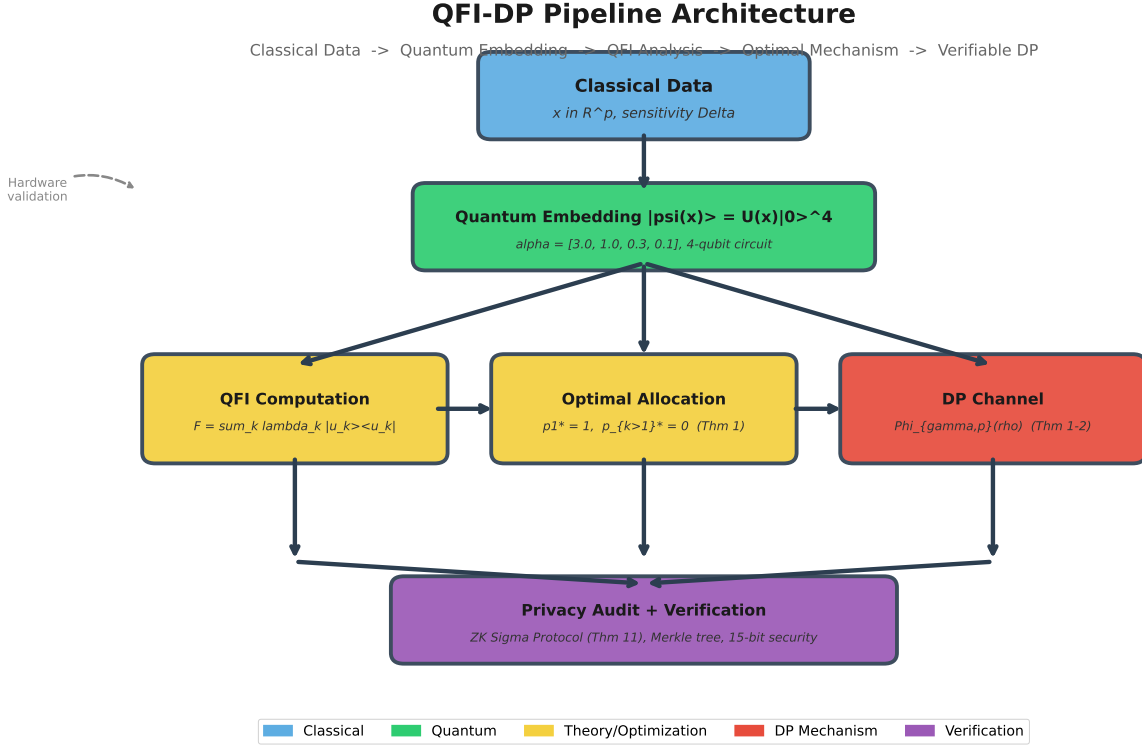 QFI-DP Pipeline Architecture
Classical Data -> Quantum Embedding -> QFI Analysis -> Optimal Mechanism -> Verifiable DP
Classical Data
x in R^p, sensitivity Delta
Hardware
validation
Quantum Embedding |psi(x)> = U(x)|0>^4
alpha = [3.0, 1.0, 0.3, 0.1], 4-qubit circuit
QFI Computation
F = sum_k lambda_k |u_k><u_k|
Optimal Allocation
p1* = 1, p_{k>1}* = 0 (Thm 1)
DP Channel
Phi_{gamma,p}(rho) (Thm 1-2)
Privacy Audit + Verification
ZK Sigma Protocol (Thm 11), Merkle tree, 15-bit security
Classical
Quantum
Theory/Optimization
DP Mechanism
Verification